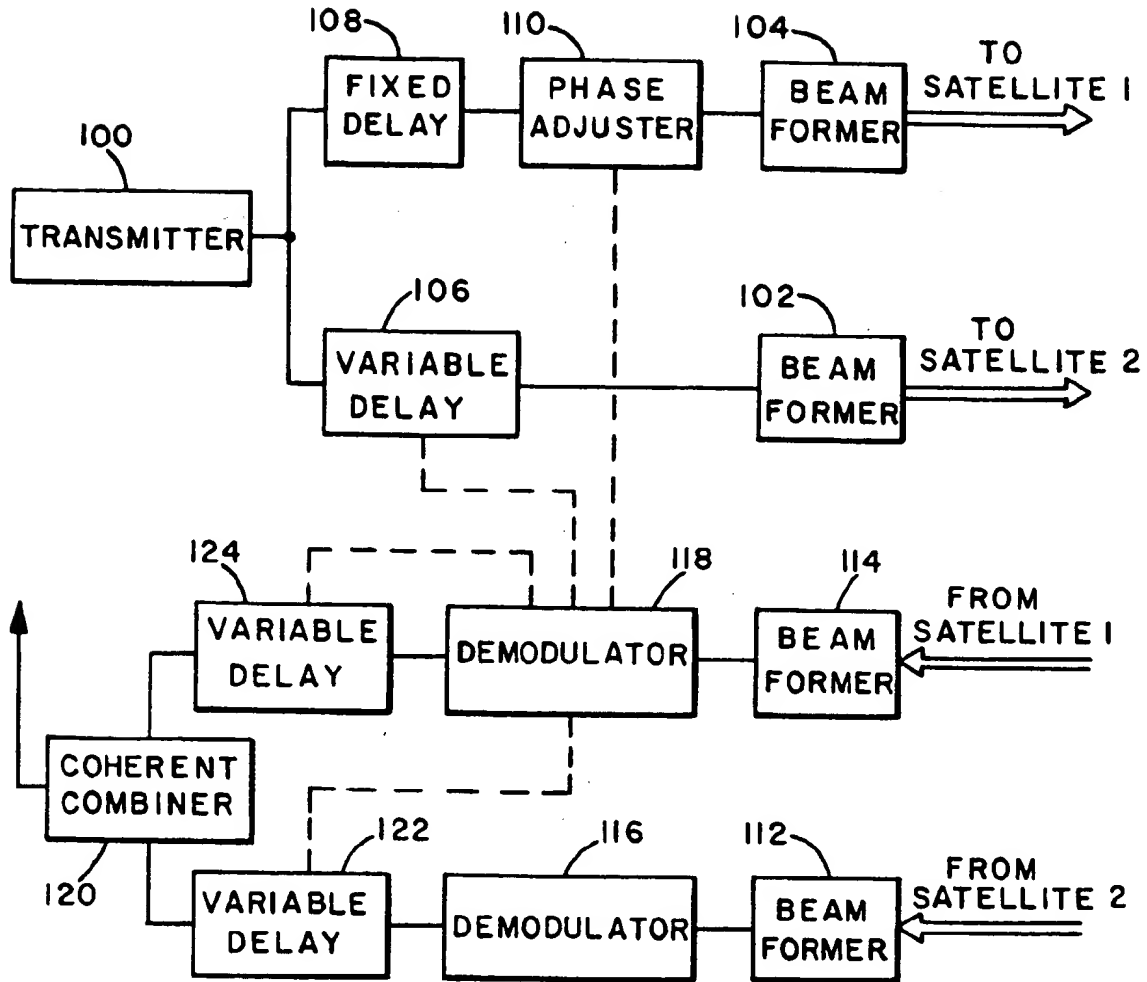 108
110
104
TO
SATELLITE 1
FIXED
DELAY
PHASE
ADJUSTER
BEAM
FORMER
100
TRANSMITTER
106
102
TO
SATELLITE 2
VARIABLE
DELAY
BEAM
FORMER
124
118
114
FROM
SATELLITE 1
VARIABLE
DELAY
DEMODULATOR
BEAM
FORMER
COHERENT
COMBINER
120
122
116
112
FROM
SATELLITE 2
VARIABLE
DELAY
DEMODULATOR
BEAM
FORMER